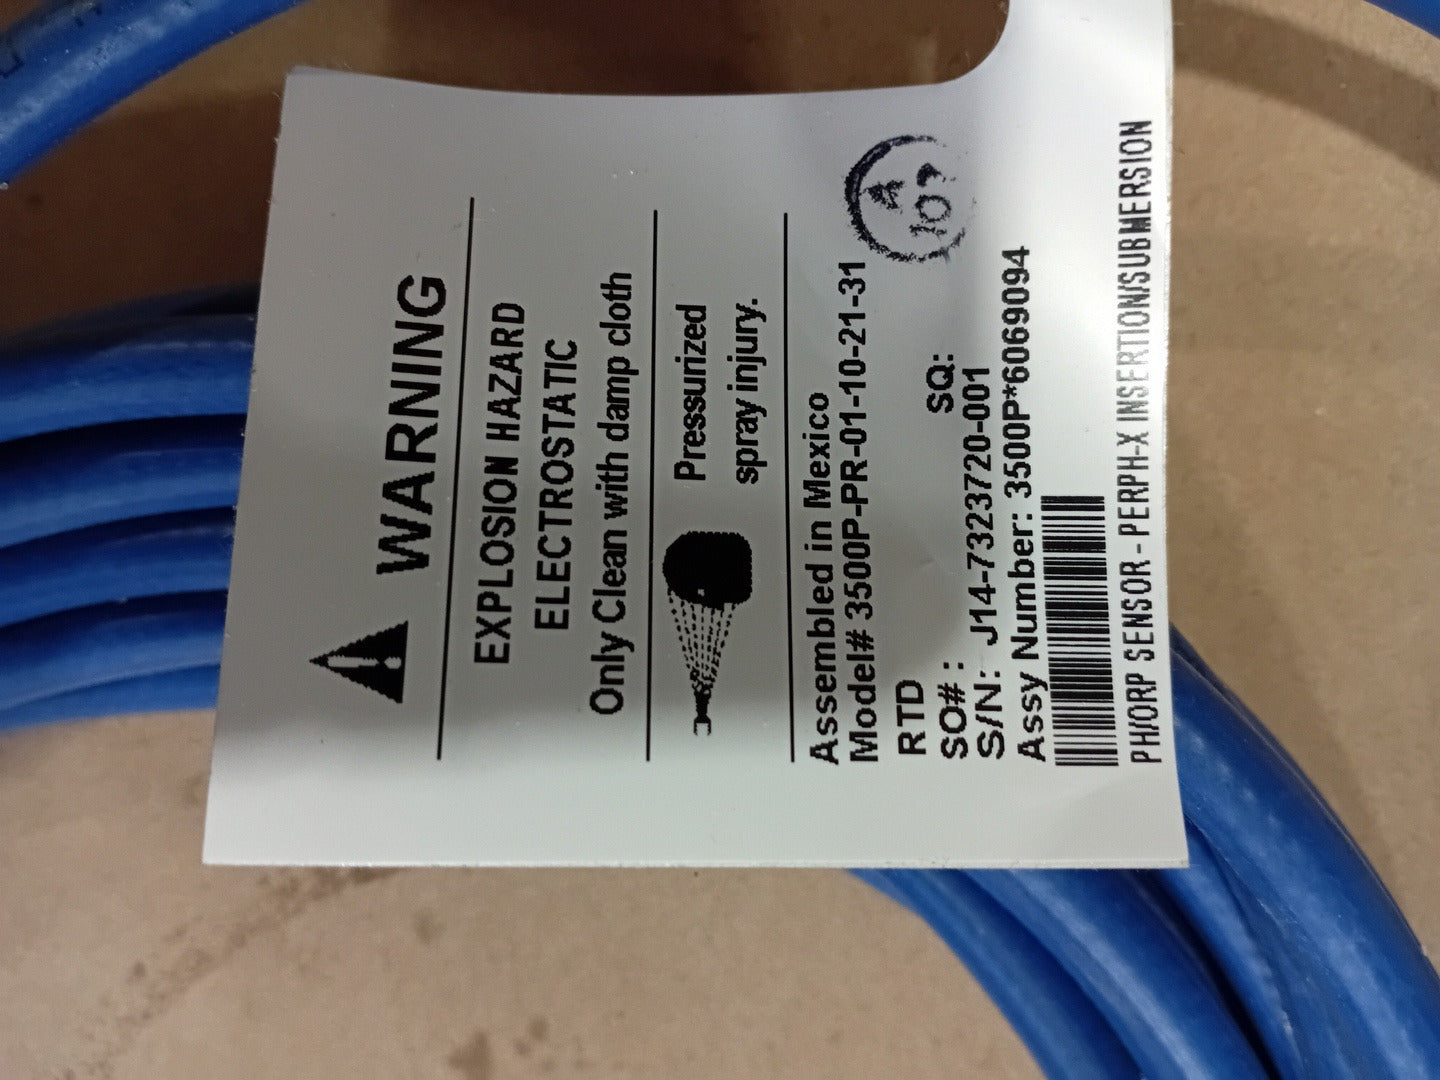 WARNING
EXPLOSION HAZARD
ELECTROSTATIC
Only Clean with damp cloth
Pressurized
spray injury.
Assembled in Mexico
Model# 3500P-PR-01-10-21-31
RTD
SO# : SQ:
S/N: J14-7323720-001
Assy Number: 3500P*6069094
PH/ORP SENSOR - PERPH-X INSERTION/SUBMERSION
A